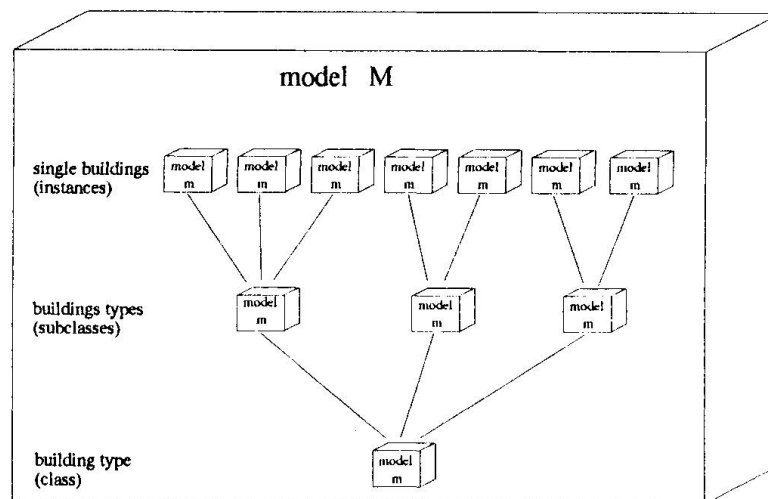 model M
single buildings
(instances)
model
m
model
m
model
m
model
m
model
m
model
m
model
m
buildings types
(subclasses)
model
m
model
m
model
m
building type
(class)
model
m